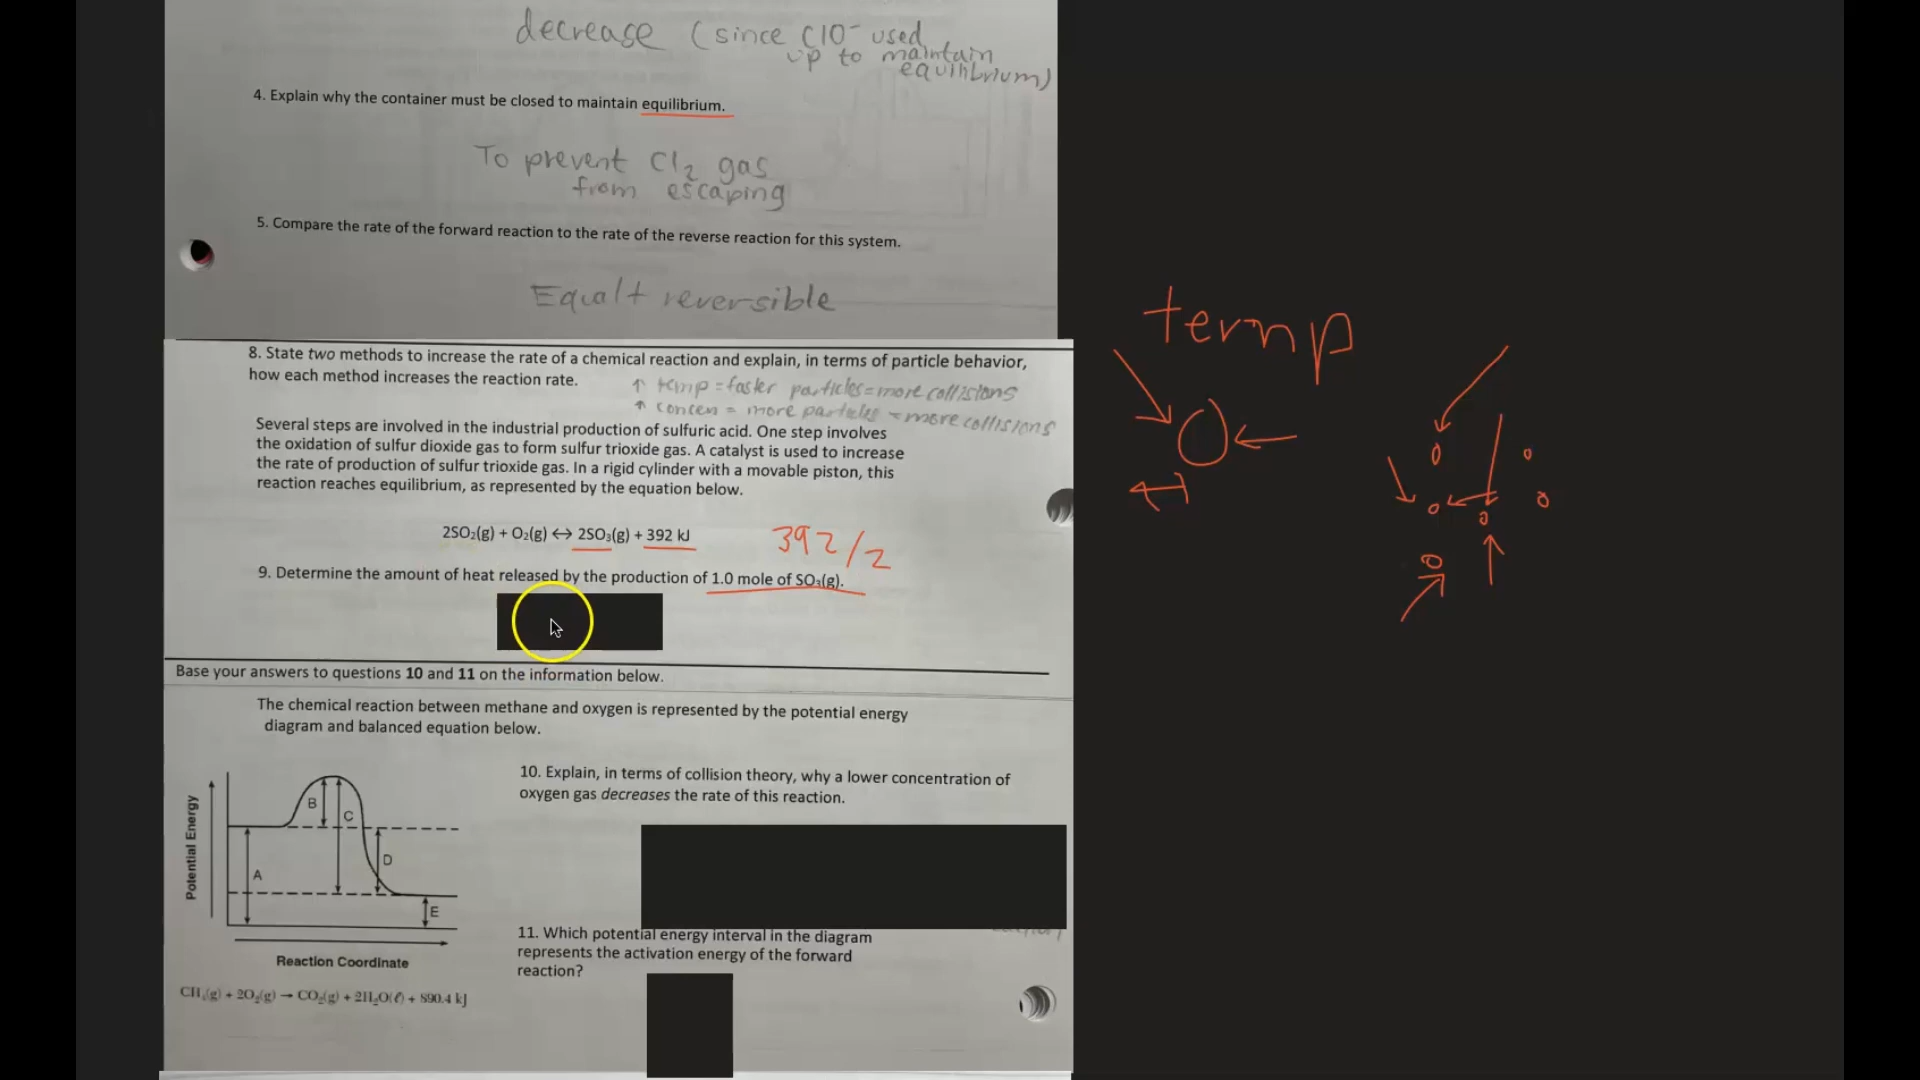 decrease (since ClO⁻ used
up to maintain
equilibrium)
4. Explain why the container must be closed to maintain equilibrium.
To prevent Cl₂ gas
from escaping
5. Compare the rate of the forward reaction to the rate of the reverse reaction for this system.
Equal + reversible
8. State two methods to increase the rate of a chemical reaction and explain, in terms of particle behavior,
how each method increases the reaction rate.
↑ temp = faster particles = more collisions
↑ concen = more particles = more collisions
Several steps are involved in the industrial production of sulfuric acid. One step involves
the oxidation of sulfur dioxide gas to form sulfur trioxide gas. A catalyst is used to increase
the rate of production of sulfur trioxide gas. In a rigid cylinder with a movable piston, this
reaction reaches equilibrium, as represented by the equation below.
2SO₂(g) + O₂(g) ↔ 2SO₃(g) + 392 kJ
392/2
9. Determine the amount of heat released by the production of 1.0 mole of SO₃(g).
Base your answers to questions 10 and 11 on the information below.
The chemical reaction between methane and oxygen is represented by the potential energy
diagram and balanced equation below.
10. Explain, in terms of collision theory, why a lower concentration of
oxygen gas decreases the rate of this reaction.
11. Which potential energy interval in the diagram
represents the activation energy of the forward
reaction?
Potential Energy
A
B
C
D
E
Reaction Coordinate
CH₄(g) + 2O₂(g) → CO₂(g) + 2H₂O(ℓ) + 890.4 kJ
temp